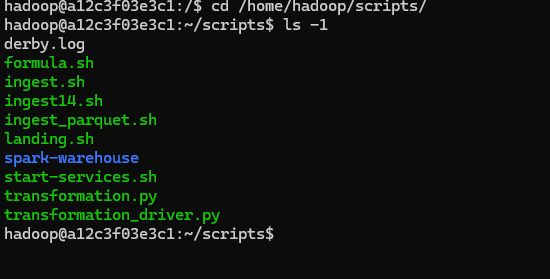 hadoop@a12c3f03e3c1:/$ cd /home/hadoop/scripts/
hadoop@a12c3f03e3c1:~/scripts$ ls -1
derby.log
formula.sh
ingest.sh
ingest14.sh
ingest_parquet.sh
landing.sh
spark-warehouse
start-services.sh
transformation.py
transformation_driver.py
hadoop@a12c3f03e3c1:~/scripts$